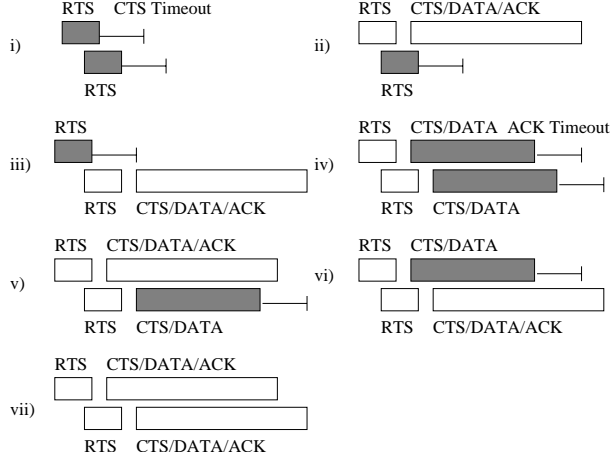 RTS CTS Timeout
i)
RTS
RTS CTS/DATA/ACK
ii)
RTS
RTS
iii)
RTS CTS/DATA/ACK
RTS CTS/DATA ACK Timeout
iv)
RTS CTS/DATA
RTS CTS/DATA/ACK
v)
RTS CTS/DATA
RTS CTS/DATA
vi)
RTS CTS/DATA/ACK
RTS CTS/DATA/ACK
vii)
RTS CTS/DATA/ACK